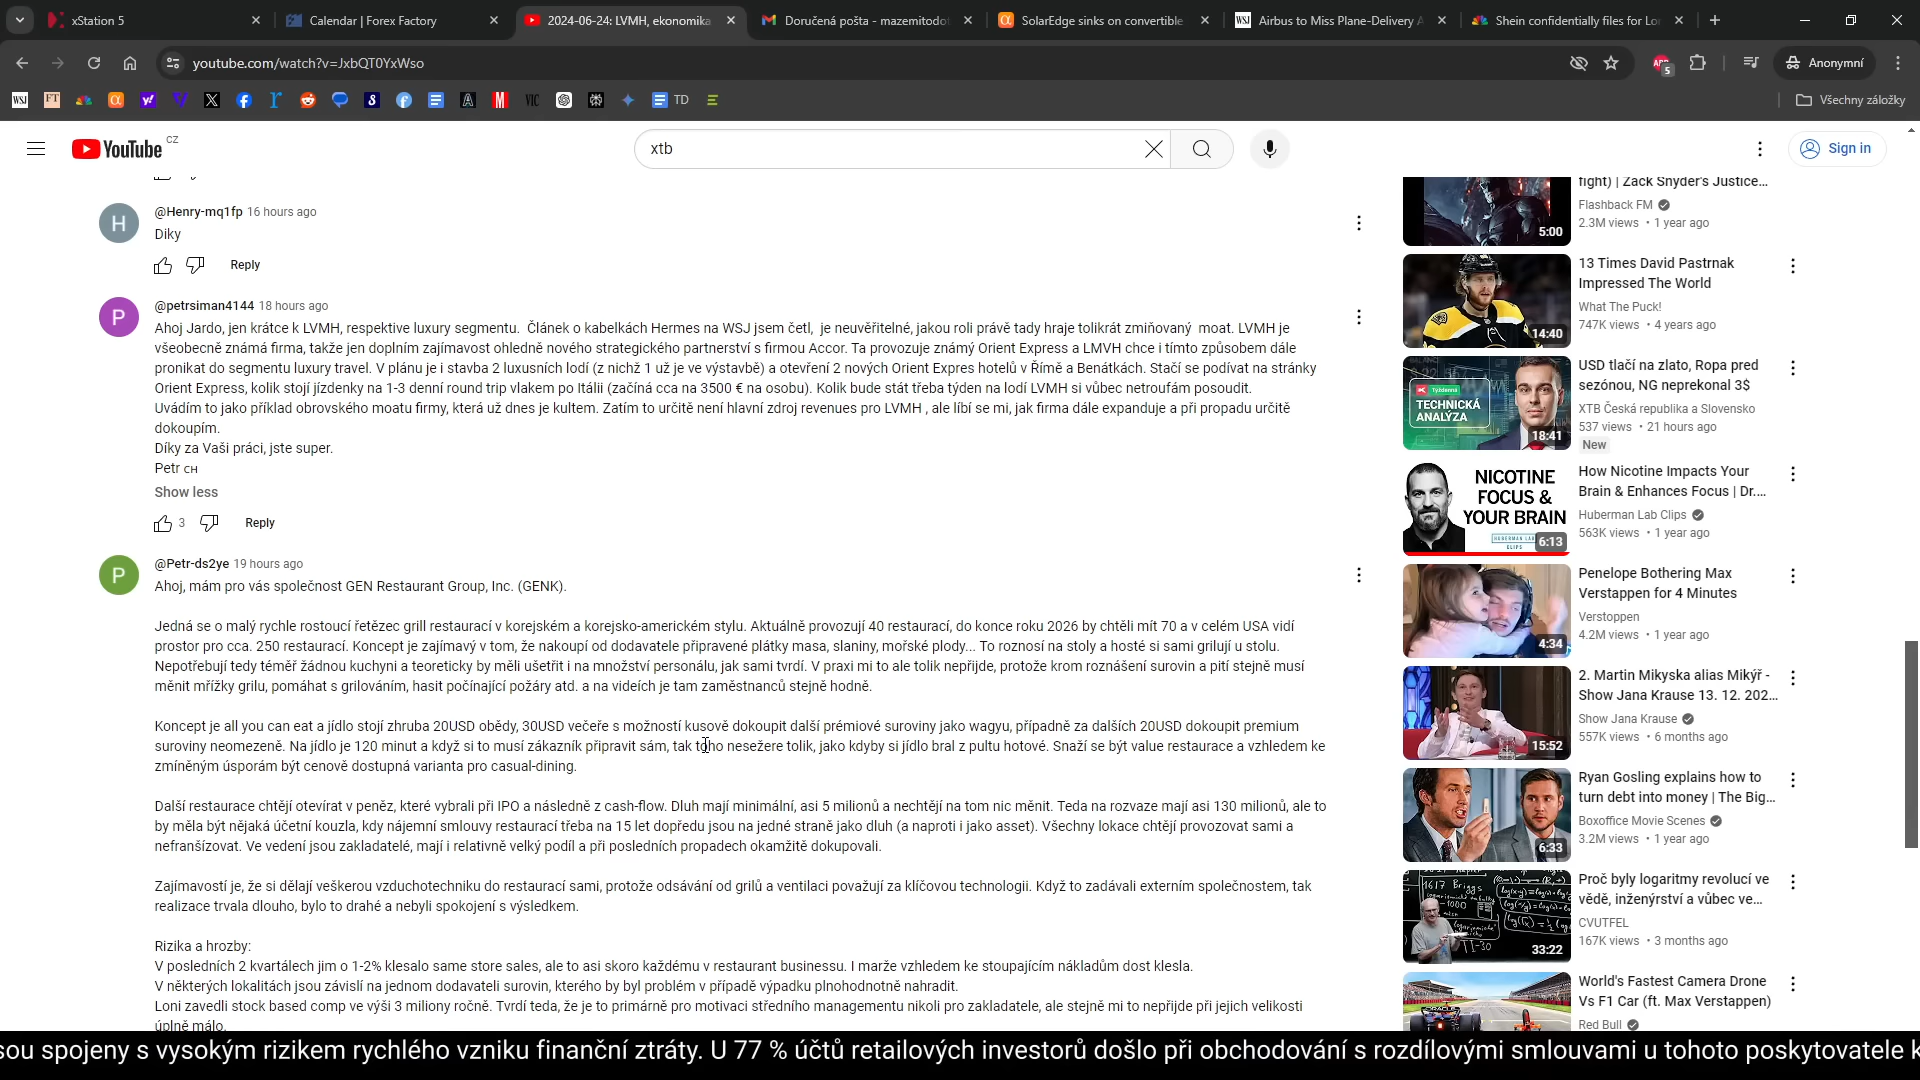 xStation 5
Calendar | Forex Factory
2024-06-24: LVMH, ekonomika
Doručená pošta - mazemitodo
SolarEdge sinks on convertible
Airbus to Miss Plane-Delivery
Shein confidentially files for Lo
youtube.com/watch?v=JxbQT0YxWso
Anonymní
TD
Všechny záložky
YouTube CZ
xtb
Sign in
@Henry-mq1fp 16 hours ago
Diky
Reply
@petrsiman4144 18 hours ago
Ahoj Jardo, jen krátce k LVMH, respektive luxury segmentu. Článek o kabelkách Hermes na WSJ jsem četl, je neuvěřitelné, jakou roli právě tady hraje tolikrát zmiňovaný moat. LVMH je
všeobecně známá firma, takže jen doplním zajímavost ohledně nového strategického partnerství s firmou Accor. Ta provozuje známý Orient Express a LMVH chce i tímto způsobem dále
pronikat do segmentu luxury travel. V plánu je i stavba 2 luxusních lodí (z nichž 1 už je ve výstavbě) a otevření 2 nových Orient Expres hotelů v Římě a Benátkách. Stačí se podívat na stránky
Orient Express, kolik stojí jízdenky na 1-3 denní round trip vlakem po Itálii (začíná cca na 3500 € na osobu). Kolik bude stát třeba týden na lodí LVMH si vůbec netroufám posoudit.
Uvádím to jako příklad obrovského moatu firmy, která už dnes je kultem. Zatím to určitě není hlavní zdroj revenues pro LVMH , ale líbí se mi, jak firma dále expanduje a při propadu určitě
dokoupím.
Díky za Vaši práci, jste super.
Petr CH
Show less
3 Reply
@Petr-ds2ye 19 hours ago
Ahoj, mám pro vás společnost GEN Restaurant Group, Inc. (GENK).
Jedná se o malý rychle rostoucí řetězec grill restaurací v korejském a korejsko-americkém stylu. Aktuálně provozují 40 restaurací, do konce roku 2026 by chtěli mít 70 a v celém USA vidí
prostor pro cca. 250 restaurací. Koncept je zajímavý v tom, že nakoupí od dodavatele připravené plátky masa, slaniny, mořské plody... To roznosí na stoly a hosté si sami grilují u stolu.
Nepotřebují tedy téměř žádnou kuchyni a teoreticky by měli ušetřit i na množství personálu, jak sami tvrdí. V praxi mi to ale tolik nepřijde, protože krom roznášení surovin a pití stejně musí
měnit mřížky grilu, pomáhat s grilováním, hasit počínající požáry atd. a na videích je tam zaměstnanců stejně hodně.
Koncept je all you can eat a jídlo stojí zhruba 20USD obědy, 30USD večeře s možností kusově dokoupit další prémiové suroviny jako wagyu, případně za dalších 20USD dokoupit premium
suroviny neomezeně. Na jídlo je 120 minut a když si to musí zákazník připravit sám, tak toho nesežere tolik, jako kdyby si jídlo bral z pultu hotové. Snaží se být value restaurace a vzhledem ke
zmíněným úsporám být cenově dostupná varianta pro casual-dining.
Další restaurace chtějí otevírat v peněz, které vybrali při IPO a následně z cash-flow. Dluh mají minimální, asi 5 milionů a nechtějí na tom nic měnit. Teda na rozvaze mají asi 130 milionů, ale to
by měla být nějaká účetní kouzla, kdy nájemní smlouvy restaurací třeba na 15 let dopředu jsou na jedné straně jako dluh (a naproti i jako asset). Všechny lokace chtějí provozovat sami a
nefranšízovat. Ve vedení jsou zakladatelé, mají i relativně velký podíl a při posledních propadech okamžitě dokupovali.
Zajímavostí je, že si dělají veškerou vzduchotechniku do restaurací sami, protože odsávání od grilů a ventilaci považují za klíčovou technologii. Když to zadávali externím společnostem, tak
realizace trvala dlouho, bylo to drahé a nebyli spokojení s výsledkem.
Rizika a hrozby:
V posledních 2 kvartálech jim o 1-2% klesalo same store sales, ale to asi skoro každému v restaurant businessu. I marže vzhledem ke stoupajícím nákladům dost klesla.
V některých lokalitách jsou závislí na jednom dodavateli surovin, kterého by byl problém v případě výpadku plnohodnotně nahradit.
Loni zavedli stock based comp ve výši 3 miliony ročně. Tvrdí teda, že je to primárně pro motivaci středního managementu nikoli pro zakladatele, ale stejně mi to nepřijde při jejich velikosti
úplně málo.
fight) | Zack Snyder's Justice...
Flashback FM
2.3M views • 1 year ago
5:00
13 Times David Pastrnak
Impressed The World
What The Puck!
747K views • 4 years ago
14:40
USD tlačí na zlato, Ropa pred
sezónou, NG neprekonal 3$
XTB Česká republika a Slovensko
537 views • 21 hours ago
New
Týždenná
TECHNICKÁ
ANALÝZA
18:41
How Nicotine Impacts Your
Brain & Enhances Focus | Dr....
Huberman Lab Clips
563K views • 1 year ago
NICOTINE
FOCUS &
YOUR BRAIN
6:13
Penelope Bothering Max
Verstappen for 4 Minutes
Verstoppen
4.2M views • 1 year ago
4:34
2. Martin Mikyska alias Mikýř -
Show Jana Krause 13. 12. 202...
Show Jana Krause
557K views • 6 months ago
15:52
Ryan Gosling explains how to
turn debt into money | The Big...
Boxoffice Movie Scenes
3.2M views • 1 year ago
6:33
Proč byly logaritmy revolucí ve
vědě, inženýrství a vůbec ve...
CVUTFEL
167K views • 3 months ago
33:22
World's Fastest Camera Drone
Vs F1 Car (ft. Max Verstappen)
Red Bull
sou spojeny s vysokým rizikem rychlého vzniku finanční ztráty. U 77 % účtů retailových investorů došlo při obchodování s rozdílovými smlouvami u tohoto poskytovatele k